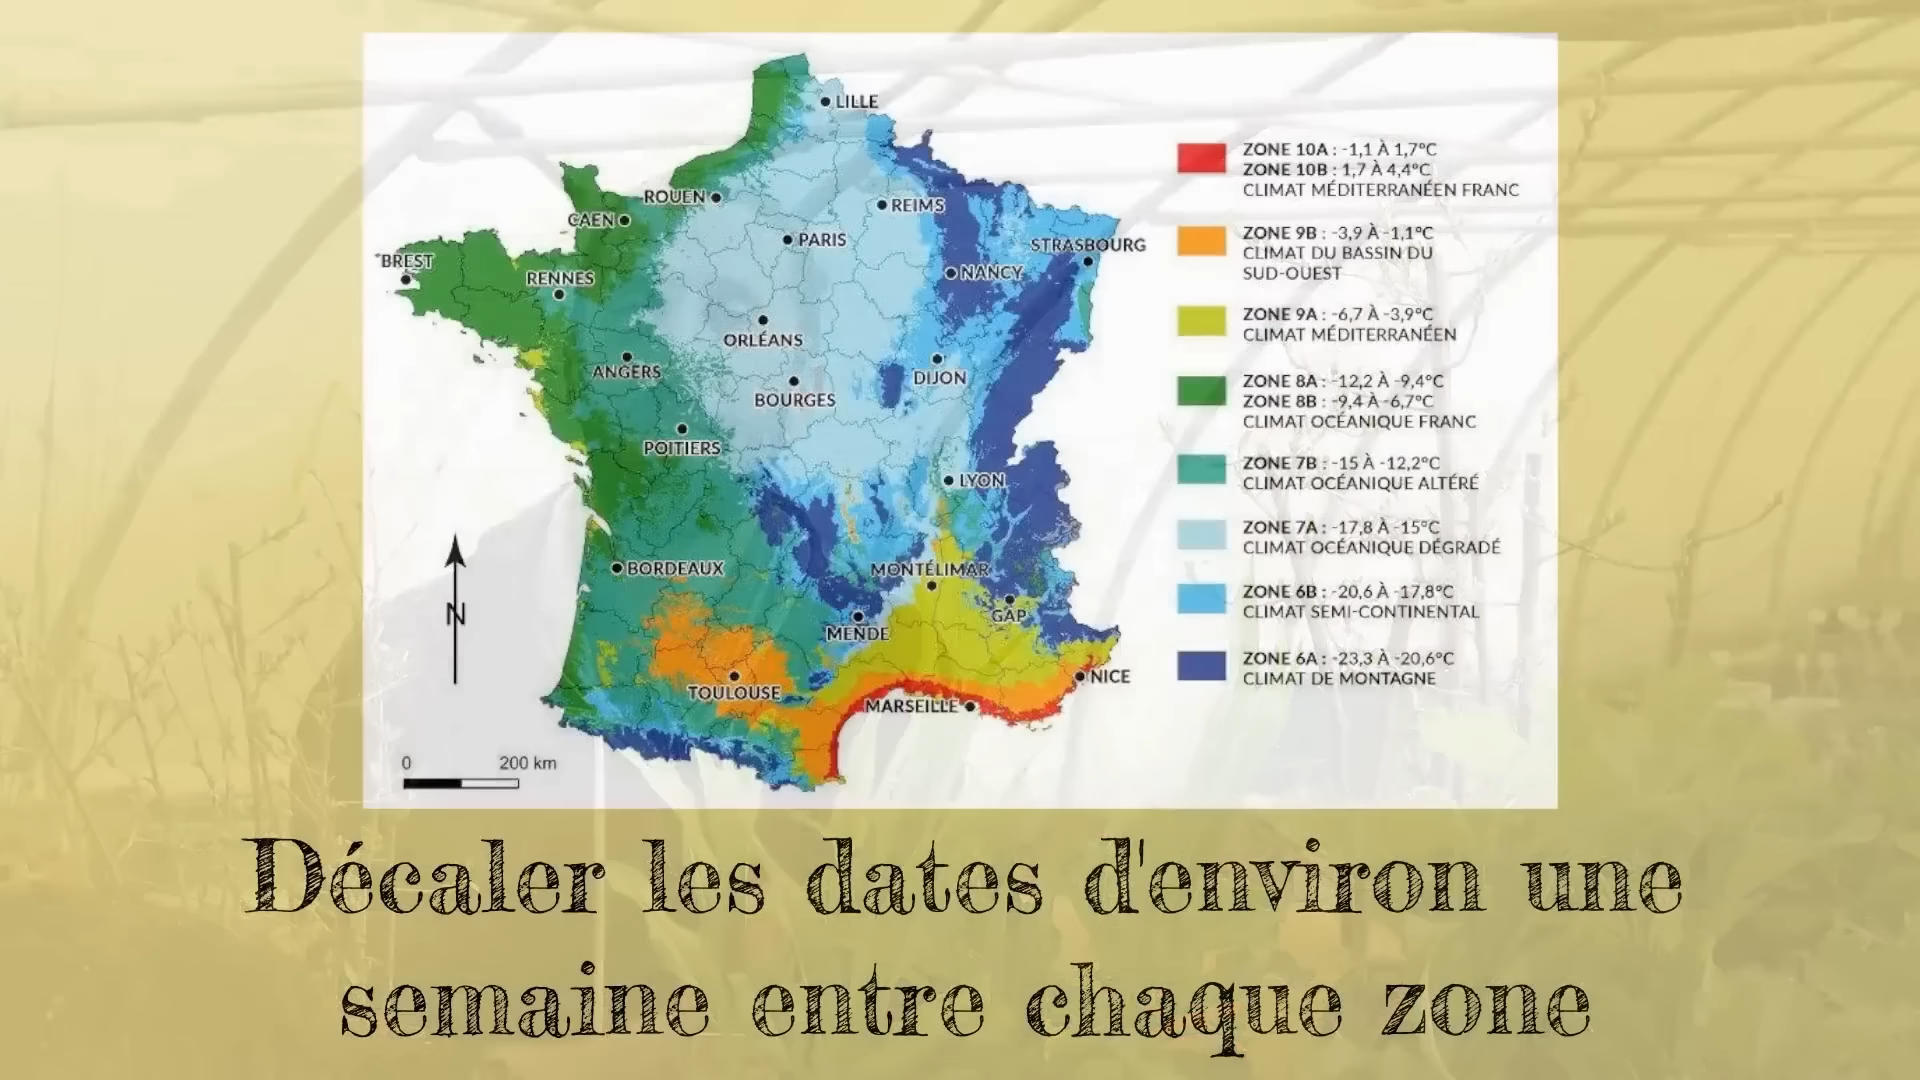 LILLE
ROUEN
REIMS
CAEN
PARIS
STRASBOURG
BREST
NANCY
RENNES
ORLÉANS
ANGERS
DIJON
BOURGES
POITIERS
LYON
BORDEAUX
MONTÉLIMAR
GAP
MENDE
NICE
TOULOUSE
MARSEILLE
N
0 200 km
ZONE 10A : -1,1 À 1,7°C
ZONE 10B : 1,7 À 4,4°C
CLIMAT MÉDITERRANÉEN FRANC
ZONE 9B : -3,9 À -1,1°C
CLIMAT DU BASSIN DU
SUD-OUEST
ZONE 9A : -6,7 À -3,9°C
CLIMAT MÉDITERRANÉEN
ZONE 8A : -12,2 À -9,4°C
ZONE 8B : -9,4 À -6,7°C
CLIMAT OCÉANIQUE FRANC
ZONE 7B : -15 À -12,2°C
CLIMAT OCÉANIQUE ALTÉRÉ
ZONE 7A : -17,8 À -15°C
CLIMAT OCÉANIQUE DÉGRADÉ
ZONE 6B : -20,6 À -17,8°C
CLIMAT SEMI-CONTINENTAL
ZONE 6A : -23,3 À -20,6°C
CLIMAT DE MONTAGNE
Décaler les dates d'environ une
semaine entre chaque zone